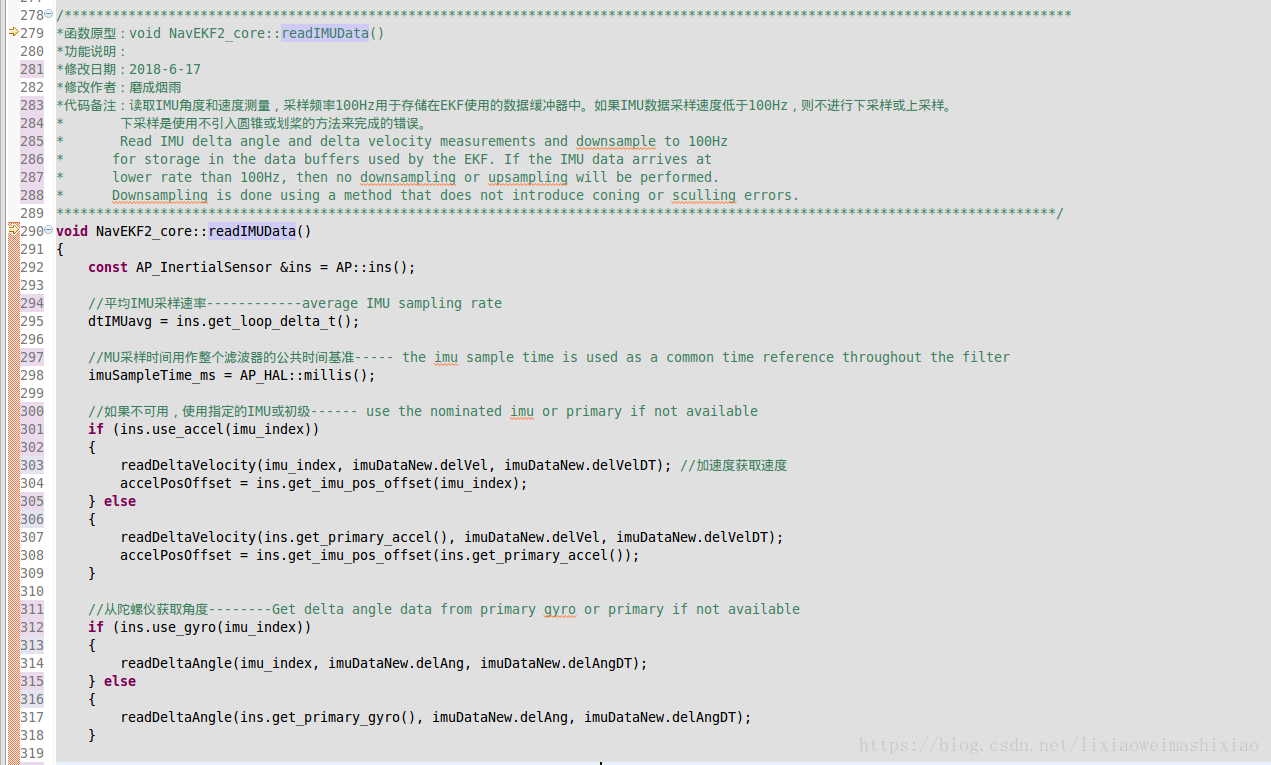 278 /******************************************************************************************************************************
279 *函数原型：void NavEKF2_core::readIMUData()
280 *功能说明：
281 *修改日期：2018-6-17
282 *修改作者：磨成烟雨
283 *代码备注：读取IMU角度和速度测量，采样频率100Hz用于存储在EKF使用的数据缓冲器中。如果IMU数据采样速度低于100Hz，则不进行下采样或上采样。
284 * 下采样是使用不引入圆锥或划桨的方法来完成的错误。
285 * Read IMU delta angle and delta velocity measurements and downsample to 100Hz
286 * for storage in the data buffers used by the EKF. If the IMU data arrives at
287 * lower rate than 100Hz, then no downsampling or upsampling will be performed.
288 * Downsampling is done using a method that does not introduce coning or sculling errors.
289 *****************************************************************************************************************************/
290 void NavEKF2_core::readIMUData()
291 {
292 const AP_InertialSensor &ins = AP::ins();
293
294 //平均IMU采样速率------------average IMU sampling rate
295 dtIMUavg = ins.get_loop_delta_t();
296
297 //MU采样时间用作整个滤波器的公共时间基准----- the imu sample time is used as a common time reference throughout the filter
298 imuSampleTime_ms = AP_HAL::millis();
299
300 //如果不可用，使用指定的IMU或初级------ use the nominated imu or primary if not available
301 if (ins.use_accel(imu_index))
302 {
303 readDeltaVelocity(imu_index, imuDataNew.delVel, imuDataNew.delVelDT); //加速度获取速度
304 accelPosOffset = ins.get_imu_pos_offset(imu_index);
305 } else
306 {
307 readDeltaVelocity(ins.get_primary_accel(), imuDataNew.delVel, imuDataNew.delVelDT);
308 accelPosOffset = ins.get_imu_pos_offset(ins.get_primary_accel());
309 }
310
311 //从陀螺仪获取角度--------Get delta angle data from primary gyro or primary if not available
312 if (ins.use_gyro(imu_index))
313 {
314 readDeltaAngle(imu_index, imuDataNew.delAng, imuDataNew.delAngDT);
315 } else
316 {
317 readDeltaAngle(ins.get_primary_gyro(), imuDataNew.delAng, imuDataNew.delAngDT);
318 }
https://blog.csdn.net/lixiaoweimashixiao
319